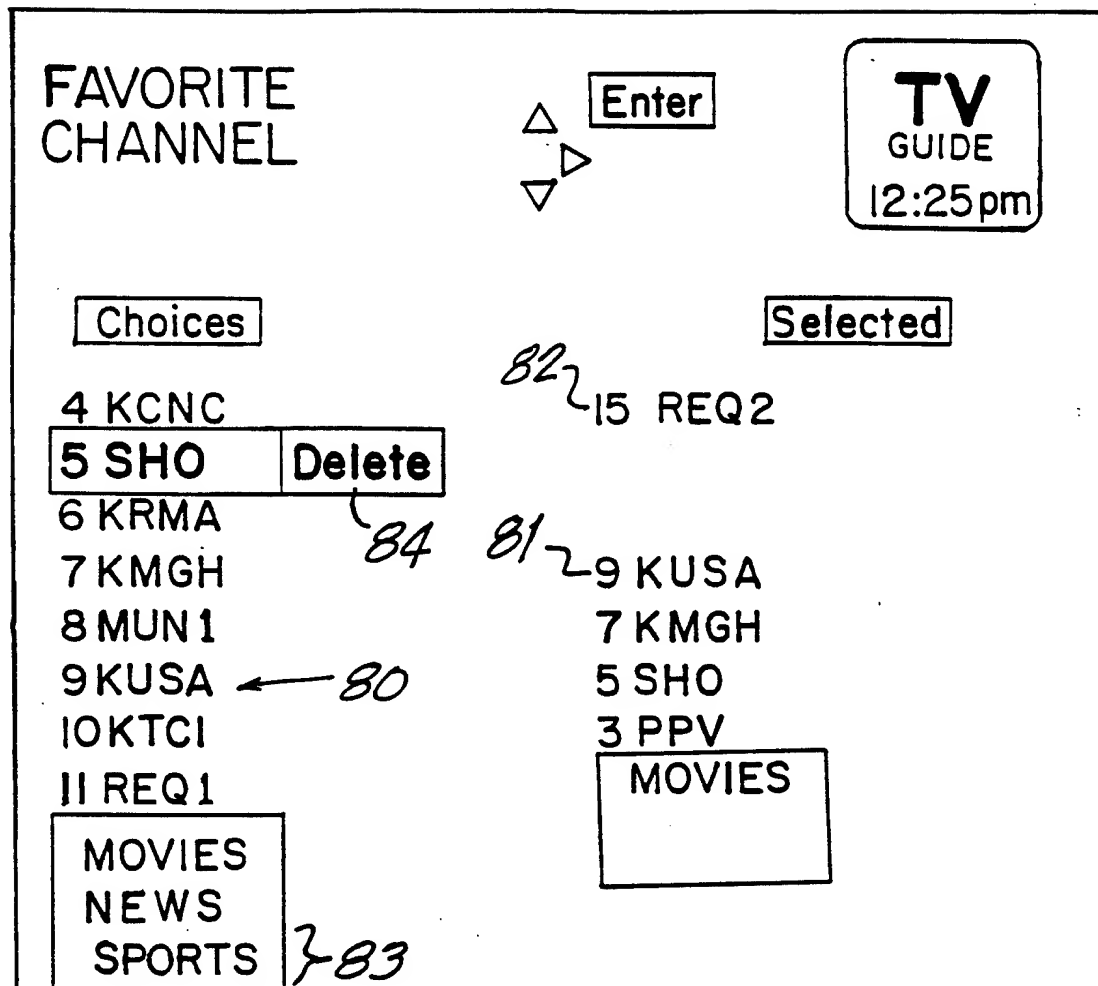 FAVORITE
CHANNEL
Enter
TV
GUIDE
12:25pm
Choices
Selected
4 KCNC
5 SHO Delete
6 KRMA
7 KMGH
8 MUN1
9 KUSA
10 KTCI
11 REQ1
MOVIES
NEWS
SPORTS
84
80
83
82
15 REQ2
81
9 KUSA
7 KMGH
5 SHO
3 PPV
MOVIES